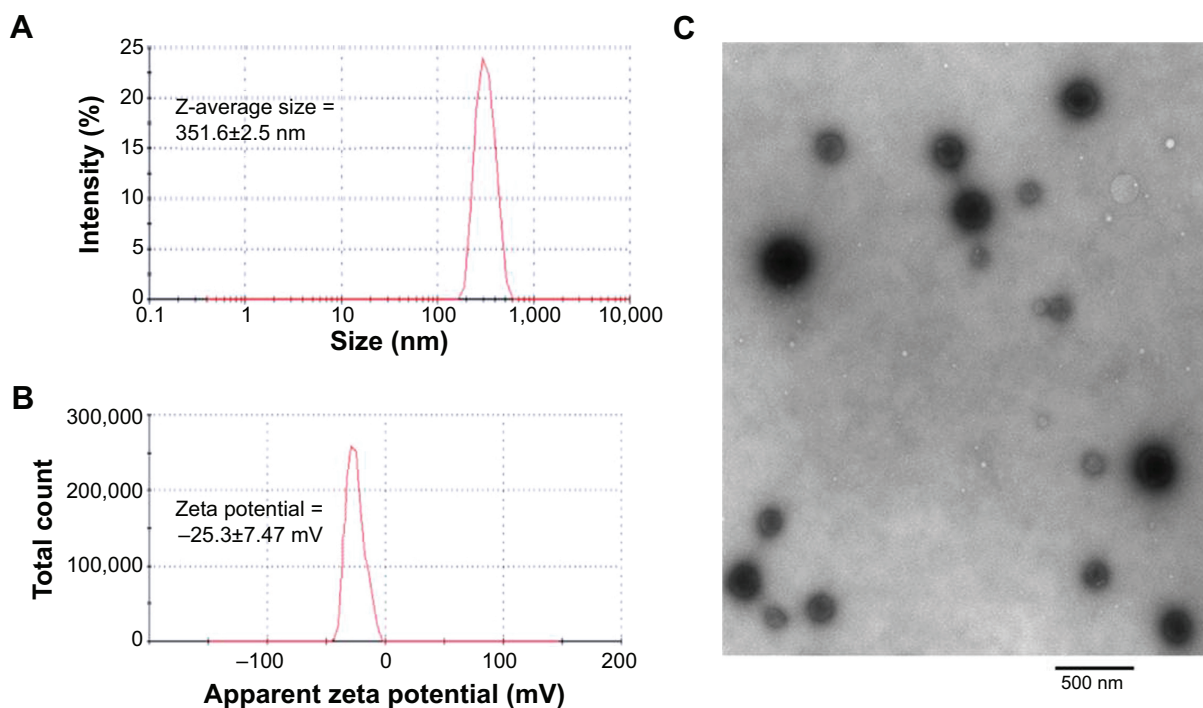 A
25
20
15
10
5
0
Intensity (%)
Z-average size =
351.6±2.5 nm
0.1 1 10 100 1,000 10,000
Size (nm)
B
300,000
200,000
100,000
0
Total count
Zeta potential =
–25.3±7.47 mV
–100 0 100 200
Apparent zeta potential (mV)
C
500 nm